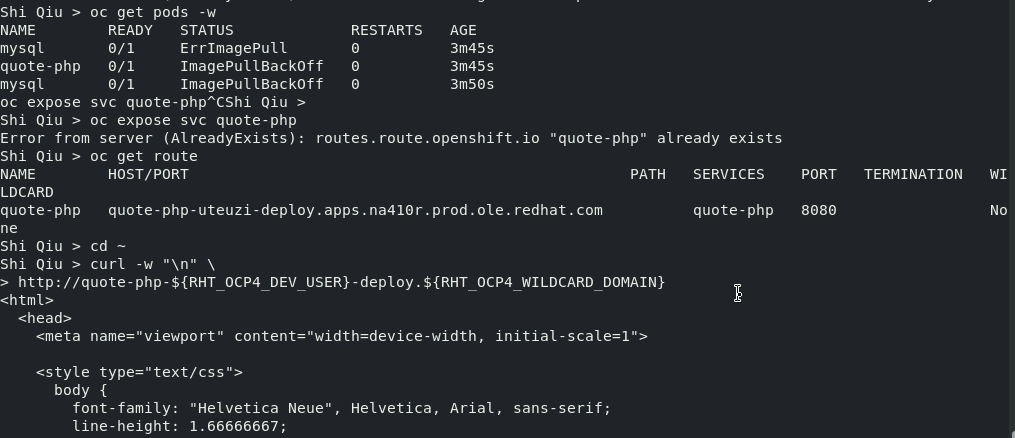 Shi Qiu > oc get pods -w
NAME        READY   STATUS             RESTARTS   AGE
mysql       0/1     ErrImagePull       0          3m45s
quote-php   0/1     ImagePullBackOff   0          3m45s
mysql       0/1     ImagePullBackOff   0          3m50s
oc expose svc quote-php^CShi Qiu >
Shi Qiu > oc expose svc quote-php
Error from server (AlreadyExists): routes.route.openshift.io "quote-php" already exists
Shi Qiu > oc get route
NAME        HOST/PORT                                                 PATH   SERVICES    PORT   TERMINATION   WI
LDCARD
quote-php   quote-php-uteuzi-deploy.apps.na410r.prod.ole.redhat.com          quote-php   8080                 No
ne
Shi Qiu > cd ~
Shi Qiu > curl -w "\n" \
> http://quote-php-${RHT_OCP4_DEV_USER}-deploy.${RHT_OCP4_WILDCARD_DOMAIN}
<html>
  <head>
    <meta name="viewport" content="width=device-width, initial-scale=1">

    <style type="text/css">
      body {
        font-family: "Helvetica Neue", Helvetica, Arial, sans-serif;
        line-height: 1.66666667;